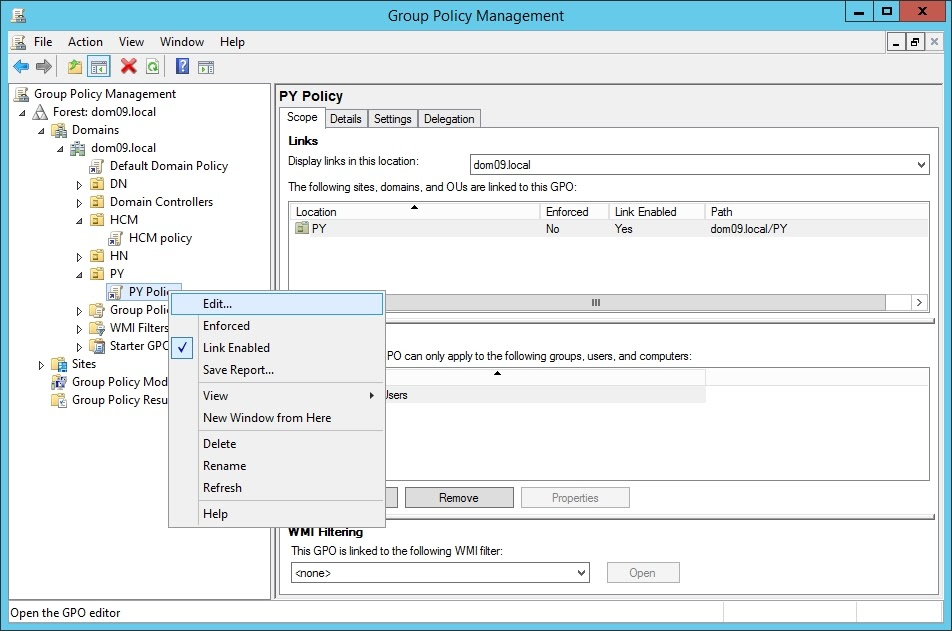 Group Policy Management
File Action View Window Help
Group Policy Management
Forest: dom09.local
Domains
dom09.local
Default Domain Policy
DN
Domain Controllers
HCM
HCM policy
HN
PY
PY Polic
Group Polic
WMI Filters
Starter GPO
Sites
Group Policy Mod
Group Policy Resu
Edit...
Enforced
Link Enabled
Save Report...
View
New Window from Here
Delete
Rename
Refresh
Help
PY Policy
Scope Details Settings Delegation
Links
Display links in this location: dom09.local
The following sites, domains, and OUs are linked to this GPO:
Location Enforced Link Enabled Path
PY No Yes dom09.local/PY
PO can only apply to the following groups, users, and computers:
Users
Remove Properties
WMI Filtering
This GPO is linked to the following WMI filter:
<none> Open
Open the GPO editor